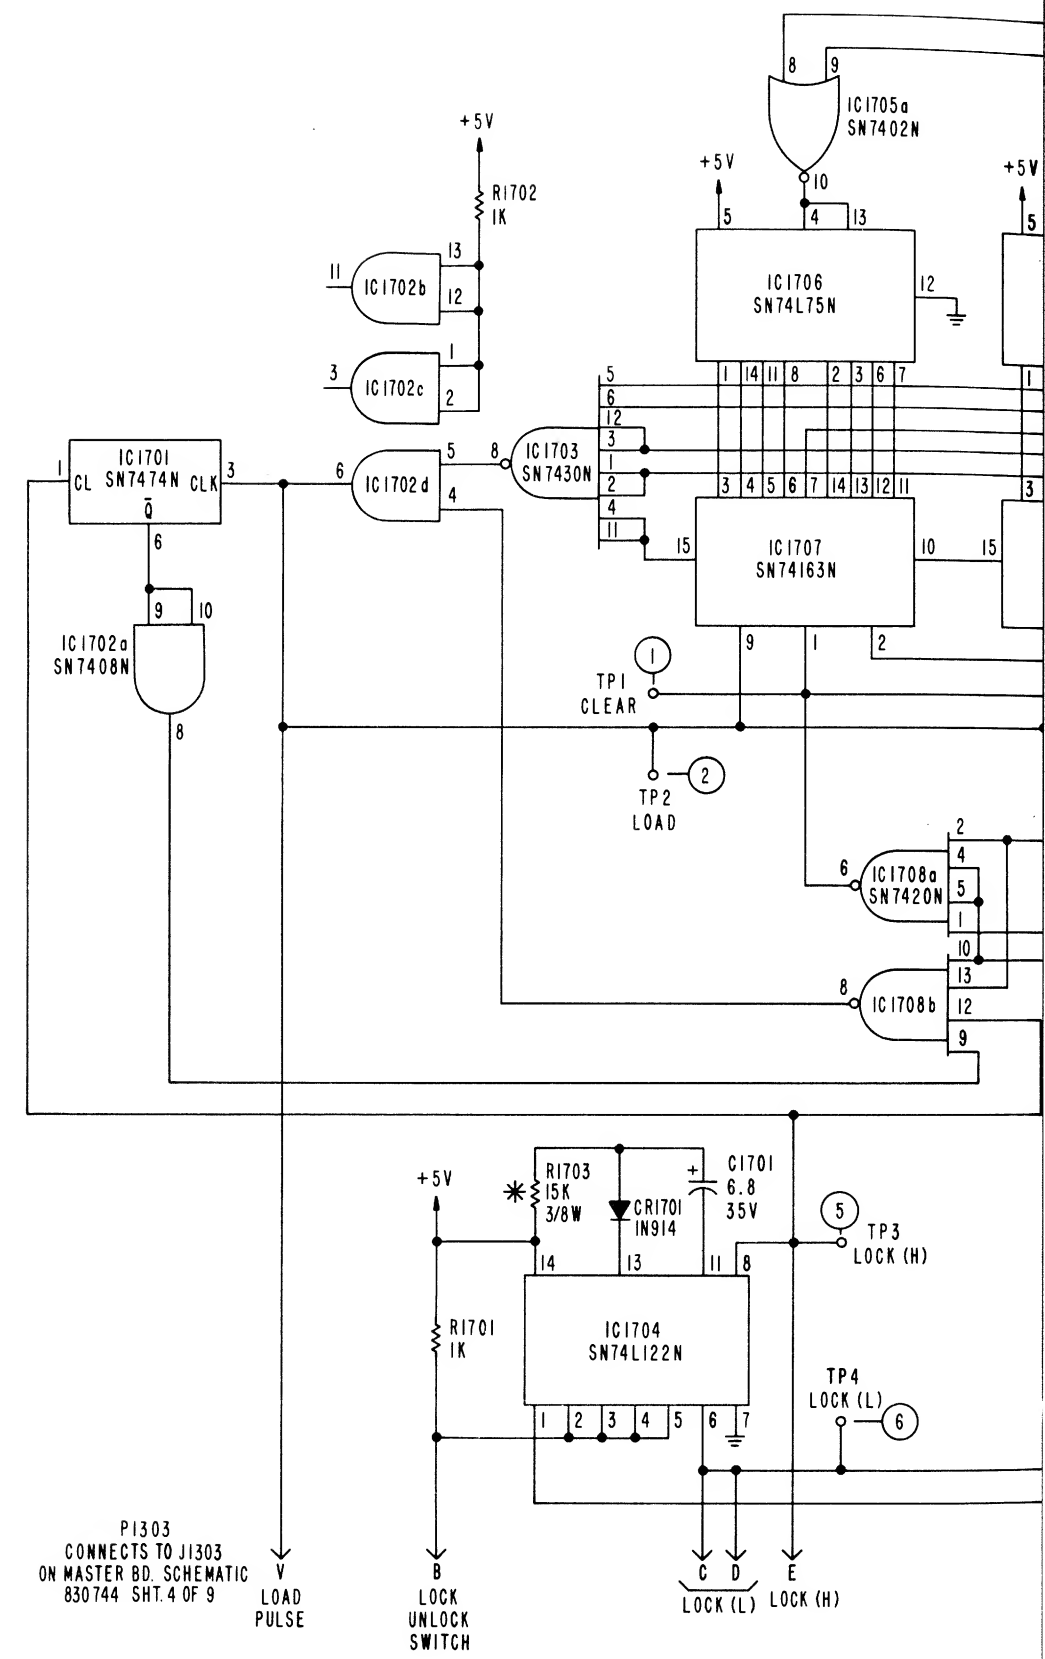 8 9
IC1705a
SN7402N
+5V
10
+5V
R1702
1K
+5V
5 4 13
5
13
11 IC1702b
12
IC1706
SN74L75N
12
1
3 IC1702c
2
1 14 11 8 2 3 6 7
1
5
6
12
3
1
2
4
11
IC1701
SN7474N
1 CL CLK 3
Q̄
6
6 IC1702d 5
4
8 IC1703
SN7430N
3 4 5 6 7 14 13 12 11
3
15 IC1707
SN74163N
10 15
9 10
IC1702a
SN7408N
8
9 1 2
1
TP1
CLEAR
2
TP2
LOAD
2
4
5
1
6 IC1708a
SN7420N
10
13
12
9
8 IC1708b
+5V
R1703
15K
3/8W
CR1701
1N914
+ C1701
6.8
35V
5
TP3
LOCK (H)
14 13 11 8
R1701
1K
IC1704
SN74L122N
TP4
LOCK (L)
6
1 2 3 4 5 6 7
P1303
CONNECTS TO J1303
ON MASTER BD. SCHEMATIC
830744 SHT. 4 OF 9
V
LOAD
PULSE
B
LOCK
UNLOCK
SWITCH
C D
LOCK (L)
E
LOCK (H)